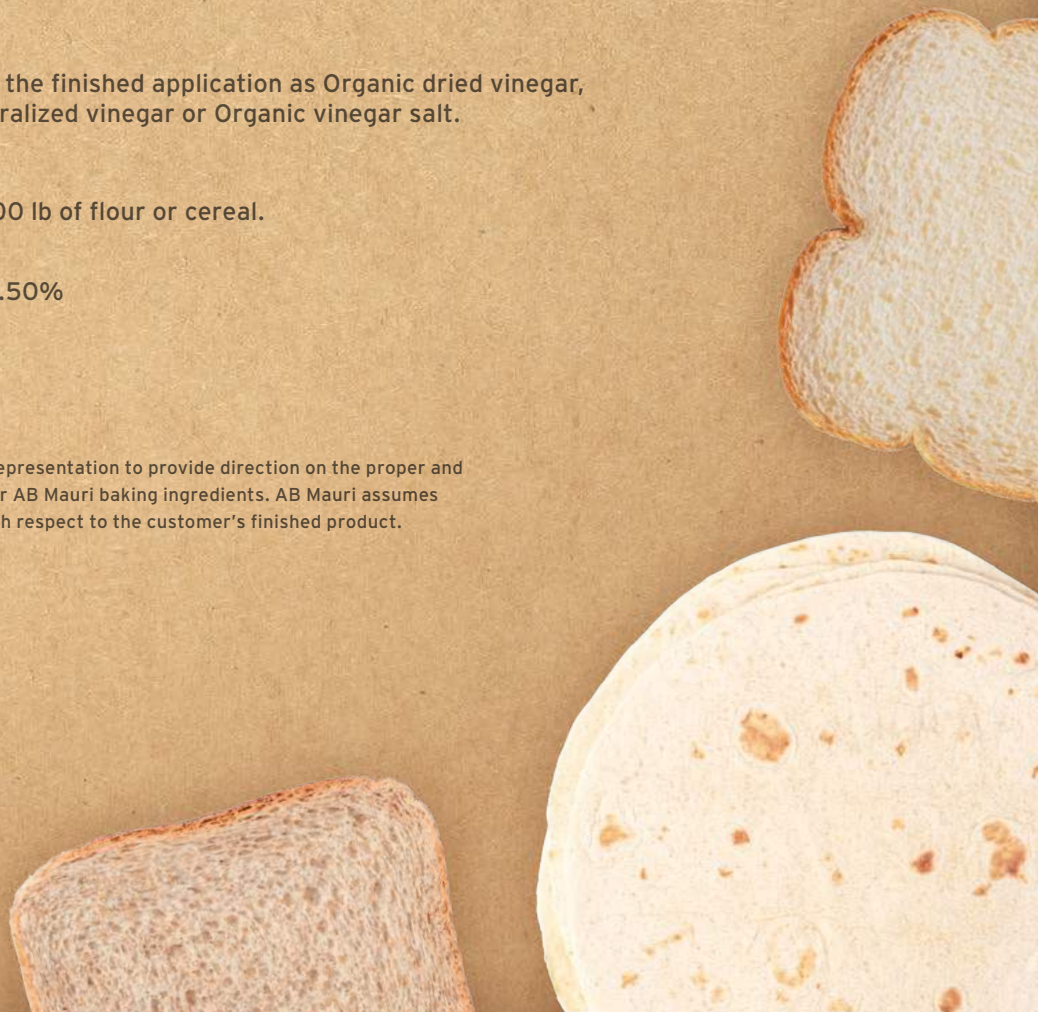 the finished application as Organic dried vinegar,
ralized vinegar or Organic vinegar salt.
00 lb of flour or cereal.
.50%
epresentation to provide direction on the proper and
r AB Mauri baking ingredients. AB Mauri assumes
h respect to the customer's finished product.